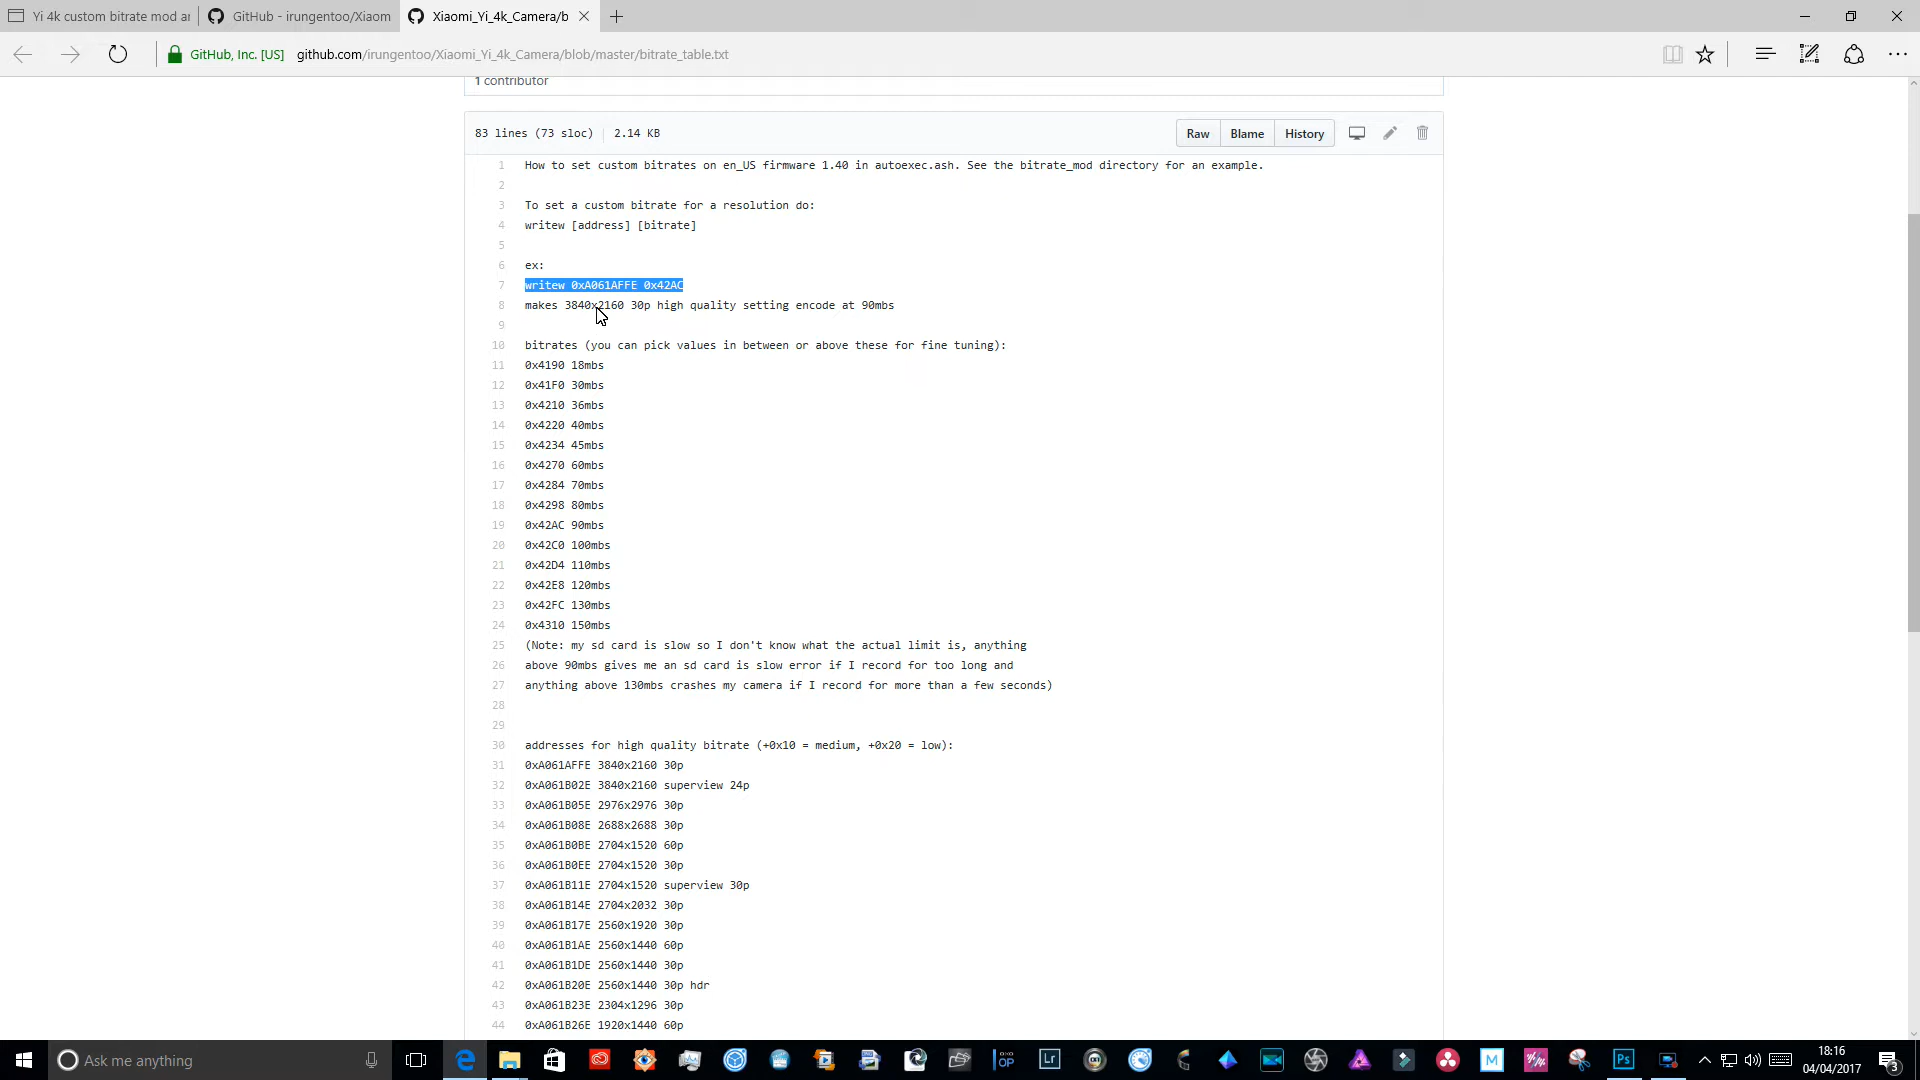 Yi 4k custom bitrate mod ar
GitHub - irungentoo/Xiaom
Xiaomi_Yi_4k_Camera/b
GitHub, Inc. [US] github.com/irungentoo/Xiaomi_Yi_4k_Camera/blob/master/bitrate_table.txt
1 contributor
83 lines (73 sloc) 2.14 KB
Raw Blame History
1 How to set custom bitrates on en_US firmware 1.40 in autoexec.ash. See the bitrate_mod directory for an example.
2
3 To set a custom bitrate for a resolution do:
4 writew [address] [bitrate]
5
6 ex:
7 writew 0xA061AFFE 0x42AC
8 makes 3840x2160 30p high quality setting encode at 90mbs
9
10 bitrates (you can pick values in between or above these for fine tuning):
11 0x4190 18mbs
12 0x41F0 30mbs
13 0x4210 36mbs
14 0x4220 40mbs
15 0x4234 45mbs
16 0x4270 60mbs
17 0x4284 70mbs
18 0x4298 80mbs
19 0x42AC 90mbs
20 0x42C0 100mbs
21 0x42D4 110mbs
22 0x42E8 120mbs
23 0x42FC 130mbs
24 0x4310 150mbs
25 (Note: my sd card is slow so I don't know what the actual limit is, anything
26 above 90mbs gives me an sd card is slow error if I record for too long and
27 anything above 130mbs crashes my camera if I record for more than a few seconds)
28
29
30 addresses for high quality bitrate (+0x10 = medium, +0x20 = low):
31 0xA061AFFE 3840x2160 30p
32 0xA061B02E 3840x2160 superview 24p
33 0xA061B05E 2976x2976 30p
34 0xA061B08E 2688x2688 30p
35 0xA061B0BE 2704x1520 60p
36 0xA061B0EE 2704x1520 30p
37 0xA061B11E 2704x1520 superview 30p
38 0xA061B14E 2704x2032 30p
39 0xA061B17E 2560x1920 30p
40 0xA061B1AE 2560x1440 60p
41 0xA061B1DE 2560x1440 30p
42 0xA061B20E 2560x1440 30p hdr
43 0xA061B23E 2304x1296 30p
44 0xA061B26E 1920x1440 60p
Ask me anything
OP
Lr
M
Ps
18:16
04/04/2017
3